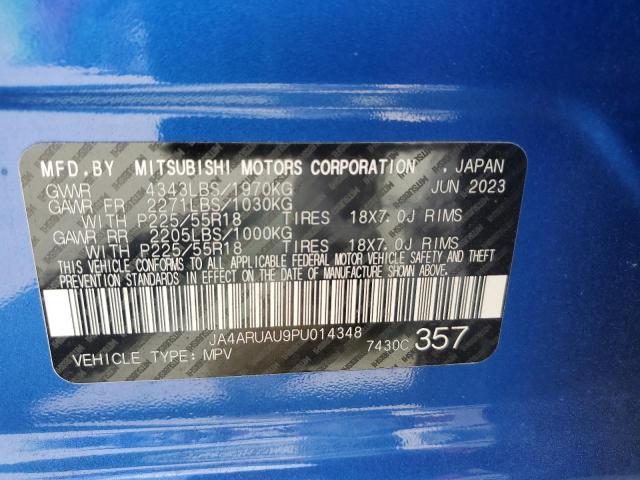 MFD.BY MITSUBISHI MOTORS CORPORATION , JAPAN
GVWR 4343LBS/1970KG JUN 2023
GAWR FR 2271LBS/1030KG
WITH P225/55R18 TIRES 18X7.0J RIMS
GAWR RR 2205LBS/1000KG
WITH P225/55R18 TIRES 18X7.0J RIMS
THIS VEHICLE CONFORMS TO ALL APPLICABLE FEDERAL MOTOR VEHICLE SAFETY, AND THEFT
PREVENTION STANDARDS IN EFFECT ON THE DATE OF MANUFACTURE SHOWN ABOVE.
JA4ARUAU9PU014348 7430C 357
VEHICLE TYPE: MPV